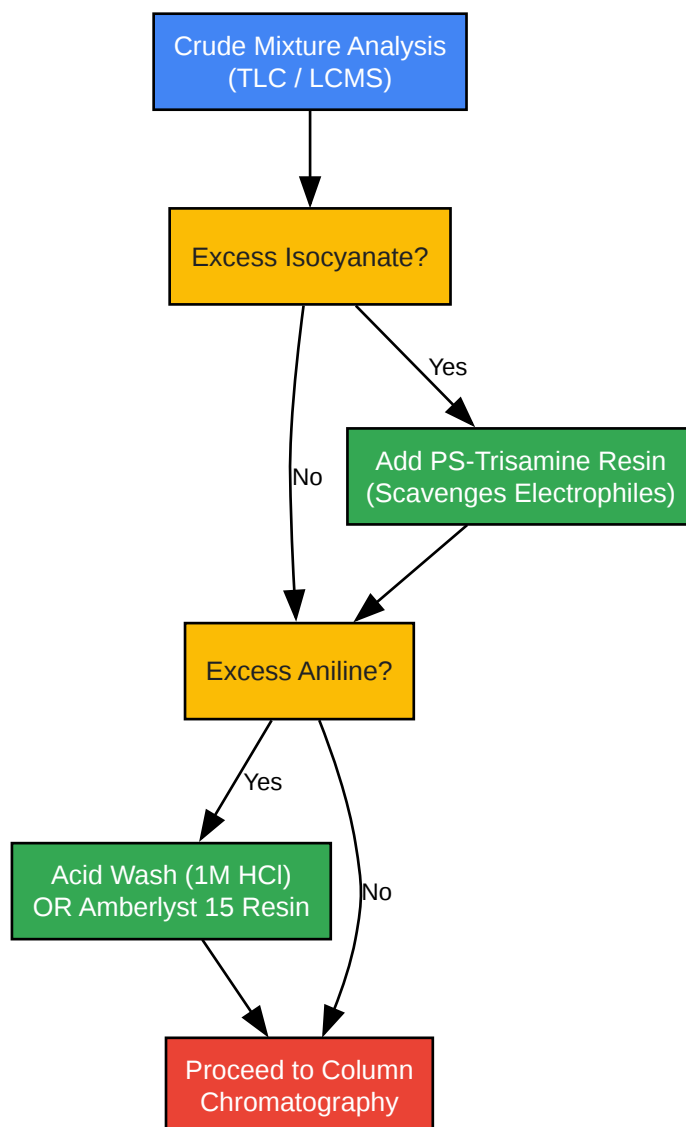 Crude Mixture Analysis
(TLC / LCMS)
Excess Isocyanate?
Yes
Add PS-Trisamine Resin
(Scavenges Electrophiles)
No
Excess Aniline?
Yes
Acid Wash (1M HCl)
OR Amberlyst 15 Resin
No
Proceed to Column
Chromatography